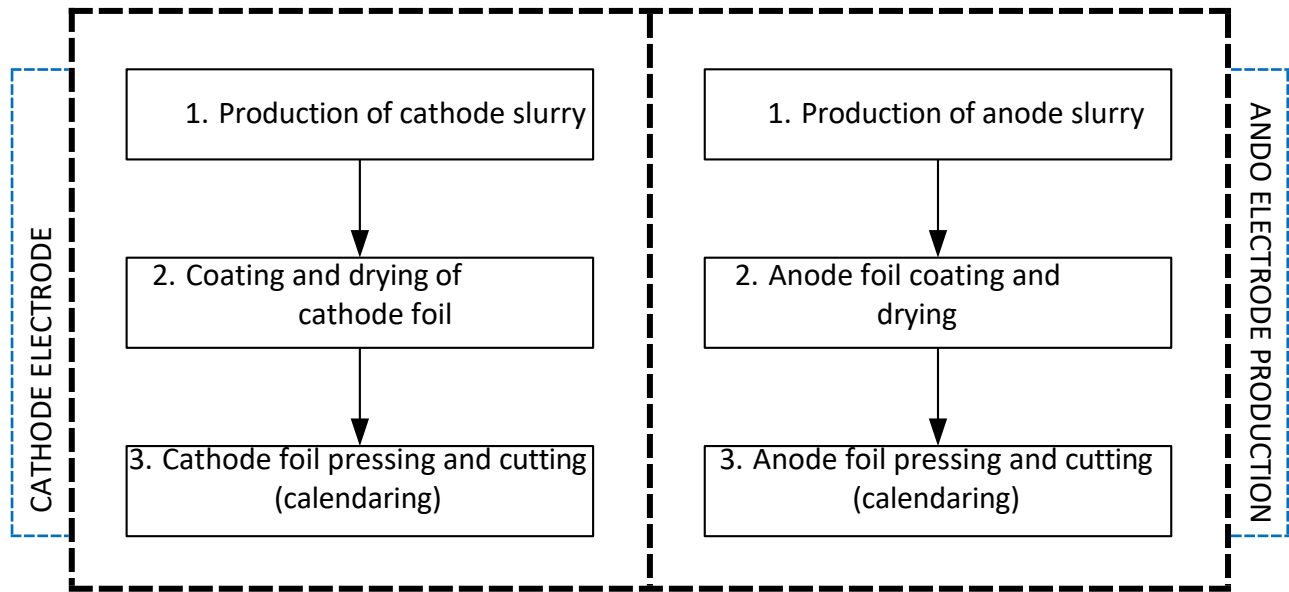 CATHODE ELECTRODE
1. Production of cathode slurry
2. Coating and drying of
cathode foil
3. Cathode foil pressing and cutting
(calendaring)
1. Production of anode slurry
2. Anode foil coating and
drying
3. Anode foil pressing and cutting
(calendaring)
ANDO ELECTRODE PRODUCTION